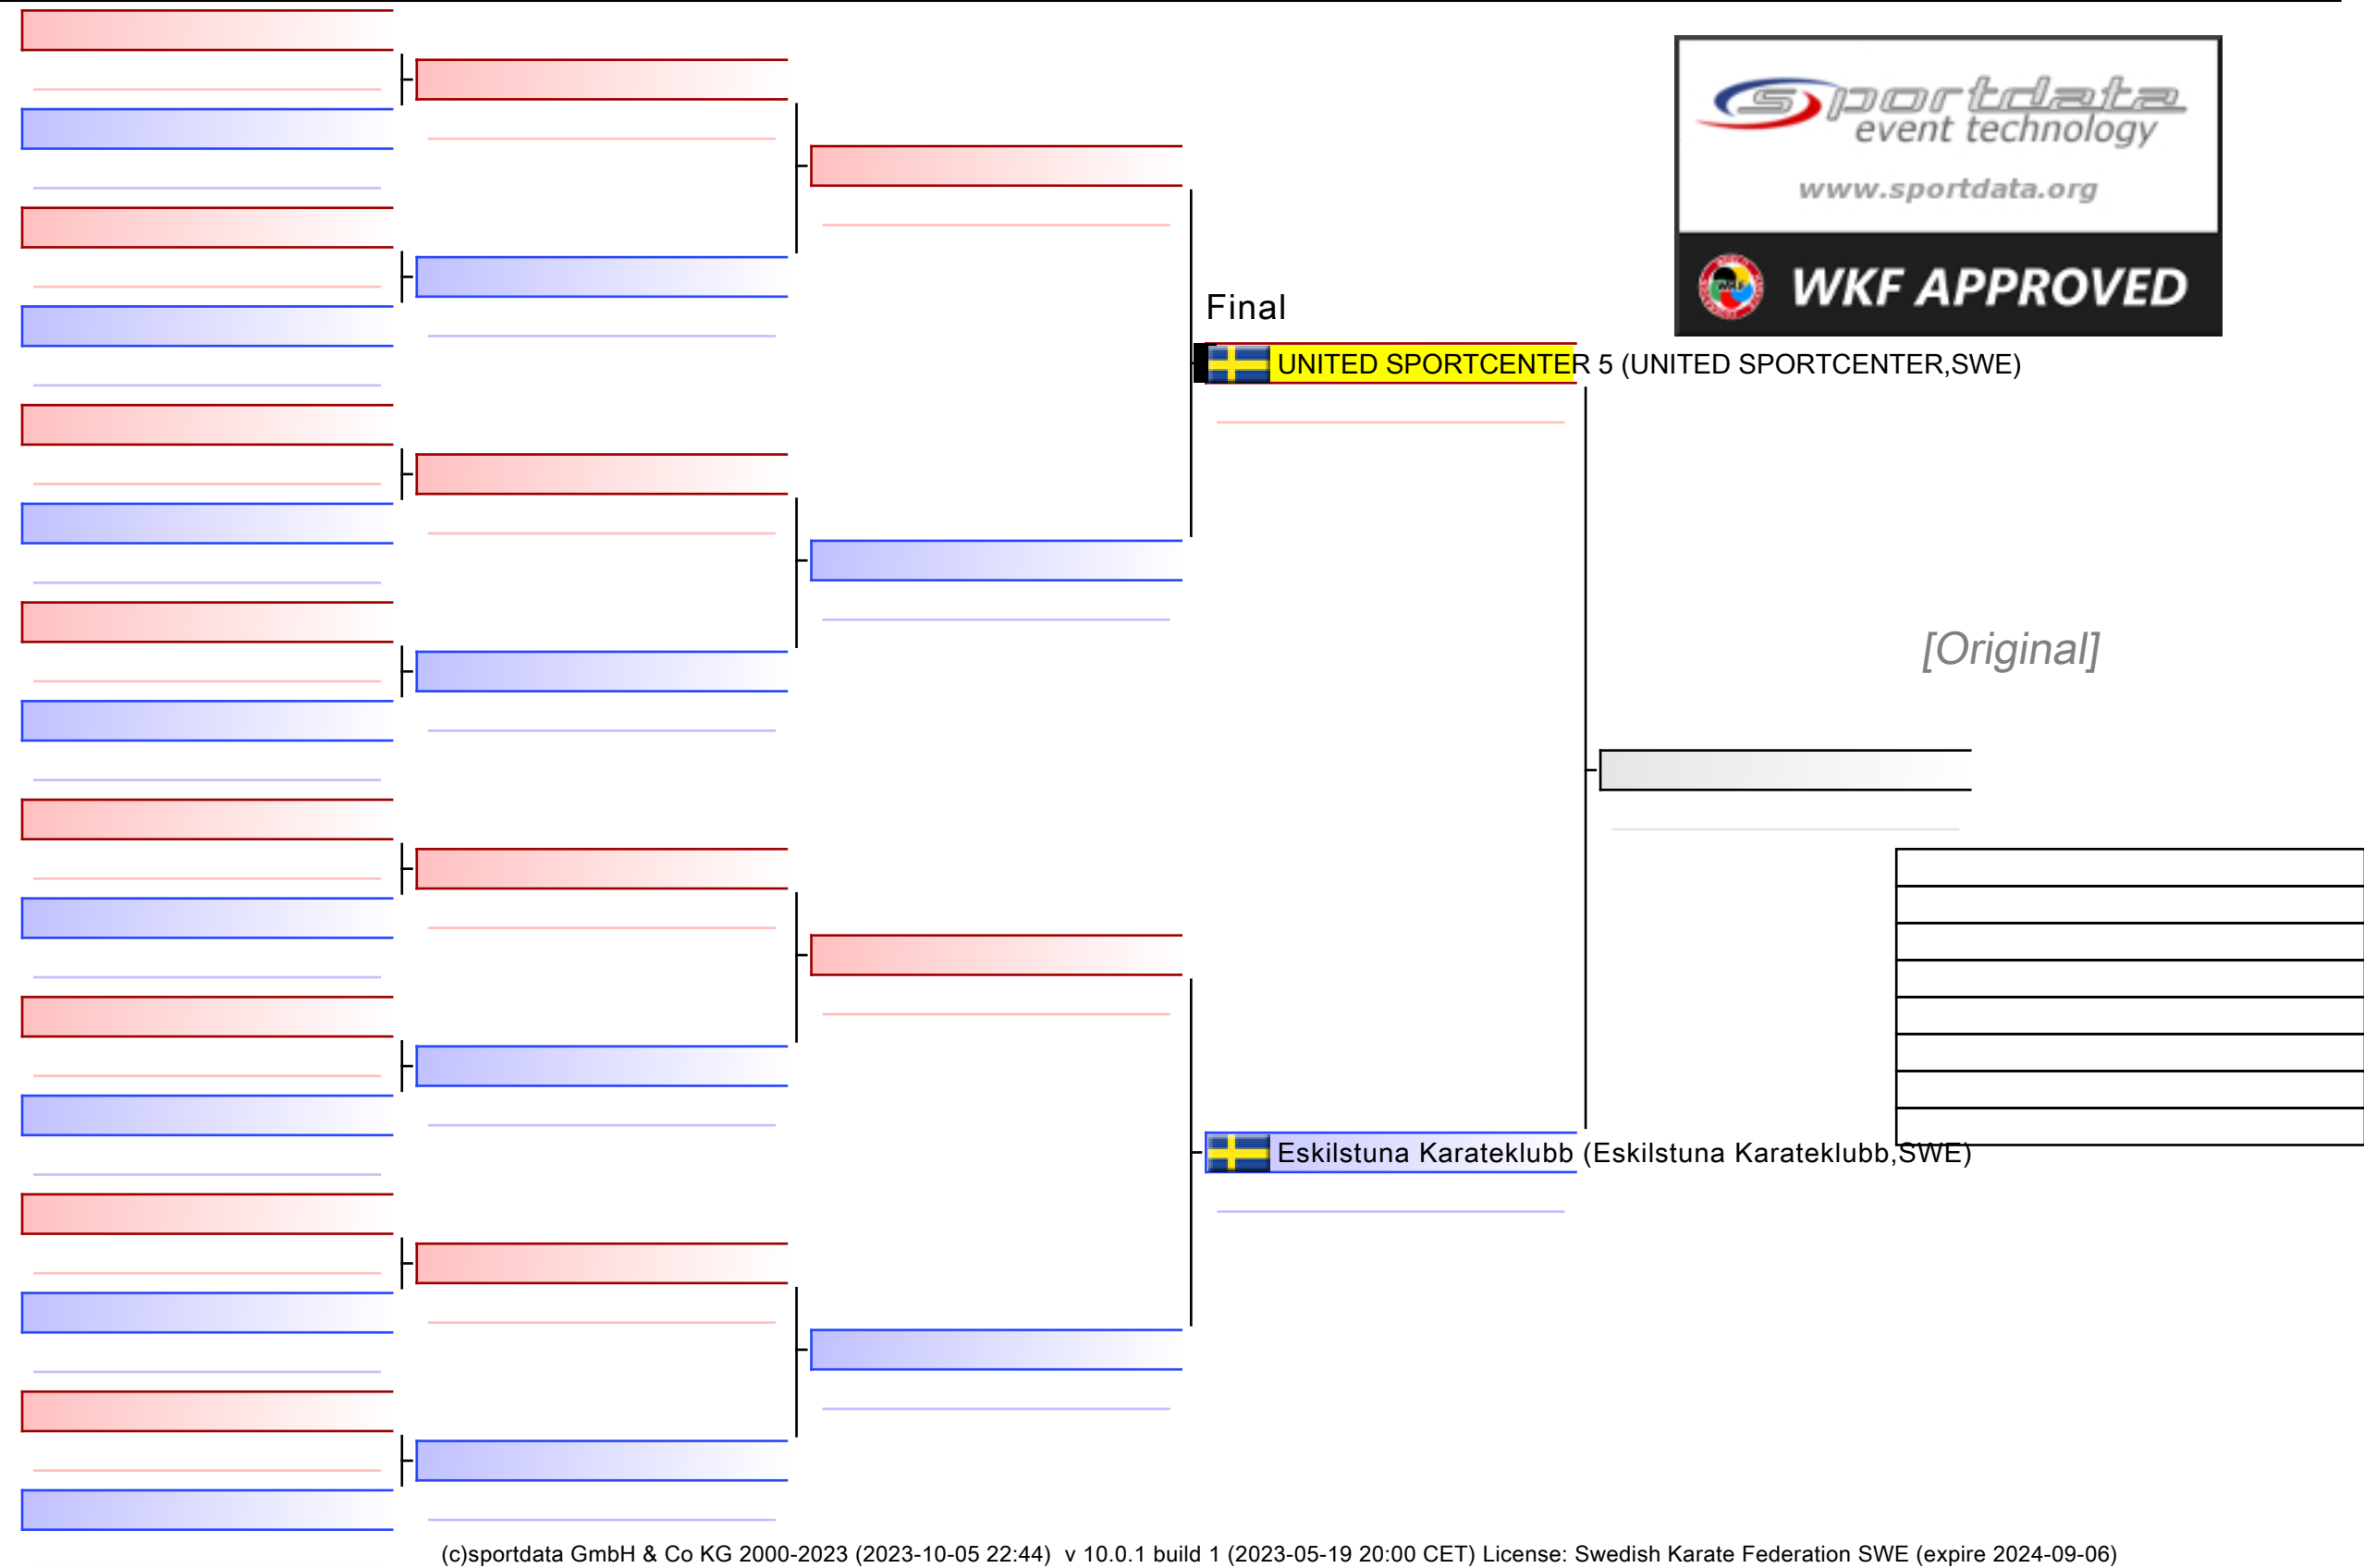 sportdata
event technology
www.sportdata.org
WKF
WKF APPROVED
Final
UNITED SPORTCENTER 5 (UNITED SPORTCENTER,SWE)
[Original]
Eskilstuna Karateklubb (Eskilstuna Karateklubb,SWE)
(c)sportdata GmbH & Co KG 2000-2023 (2023-10-05 22:44)  v 10.0.1 build 1 (2023-05-19 20:00 CET) License: Swedish Karate Federation SWE (expire 2024-09-06)